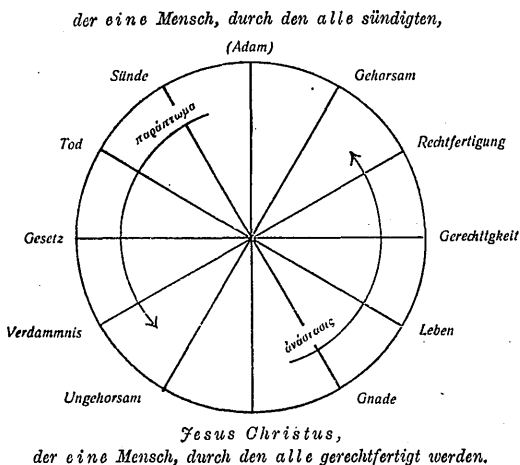 der eine Mensch, durch den alle sündigten,
(Adam)
Sünde
Gehorsam
παράπτωμα
Tod
Rechtfertigung
Gesetz
Gerechtigkeit
Verdammnis
Leben
ἀνάστασις
Ungehorsam
Gnade
Jesus Christus,
der eine Mensch, durch den alle gerechtfertigt werden.